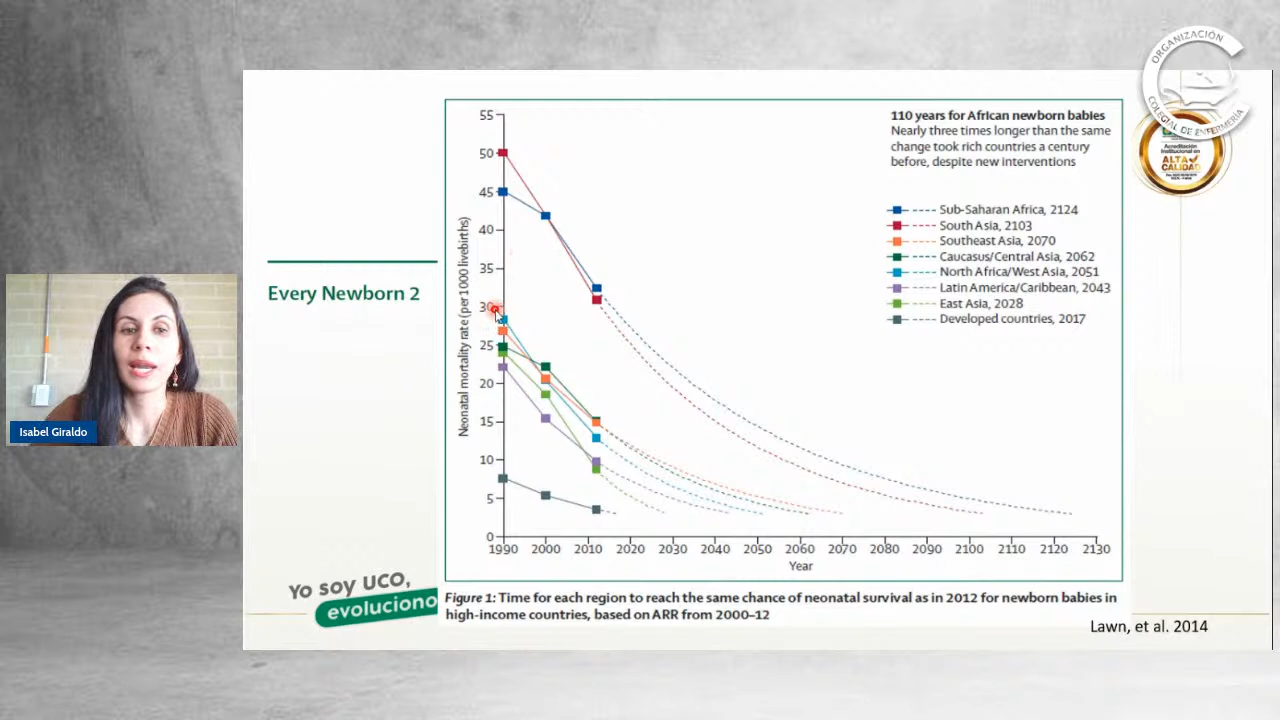 ORGANIZACIÓN
COLEGIAL DE ENFERMERÍA
Acreditación
Institucional en
ALTA
CALIDAD
Isabel Giraldo
Every Newborn 2
Yo soy UCO,
evoluciono
Neonatal mortality rate (per 1000 livebirths)
55
50
45
40
35
30
25
20
15
10
5
0
1990 2000 2010 2020 2030 2040 2050 2060 2070 2080 2090 2100 2110 2120 2130
Year
110 years for African newborn babies
Nearly three times longer than the same
change took rich countries a century
before, despite new interventions
Sub-Saharan Africa, 2124
South Asia, 2103
Southeast Asia, 2070
Caucasus/Central Asia, 2062
North Africa/West Asia, 2051
Latin America/Caribbean, 2043
East Asia, 2028
Developed countries, 2017
Figure 1: Time for each region to reach the same chance of neonatal survival as in 2012 for newborn babies in
high-income countries, based on ARR from 2000–12
Lawn, et al. 2014